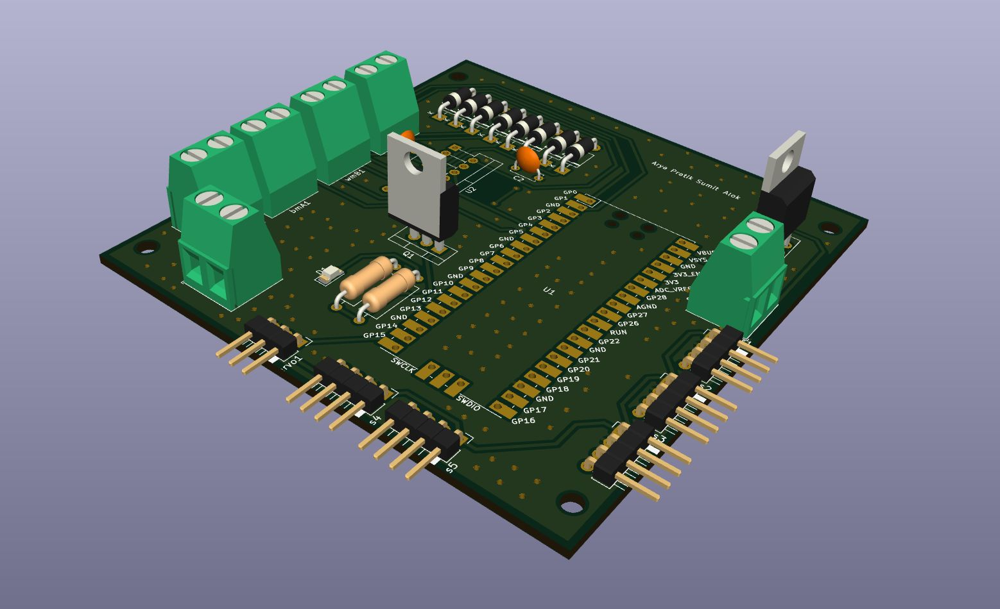 Arya Pratik Sumit Alok
wmB1
bmA1
U2
C2
Q1
D1
U1
GP0
GP1
GND
GP2
GP3
GP4
GP5
GND
GP6
GP7
GP8
GP9
GND
GP10
GP11
GP12
GP13
GND
GP14
GP15
SWCLK
SWDIO
VBUS
VSYS
GND
3V3_EN
3V3
ADC_VREF
GP28
AGND
GP27
GP26
RUN
GP22
GND
GP21
GP20
GP19
GP18
GND
GP17
GP16
rvo1
s4
s5
s2
s3